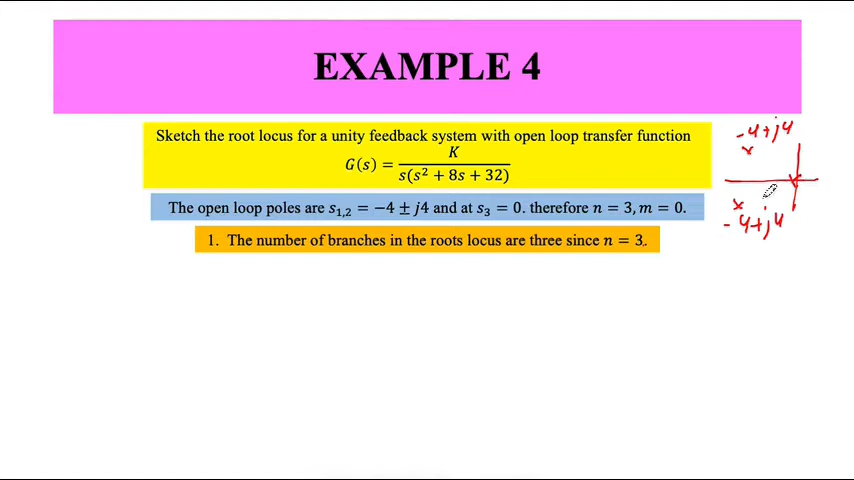 EXAMPLE 4
Sketch the root locus for a unity feedback system with open loop transfer function
G(s) = K / s(s² + 8s + 32)
The open loop poles are s₁,₂ = −4 ± j4 and at s₃ = 0. therefore n = 3, m = 0.
1. The number of branches in the roots locus are three since n = 3.
-4+j4
x
x
-4+j4